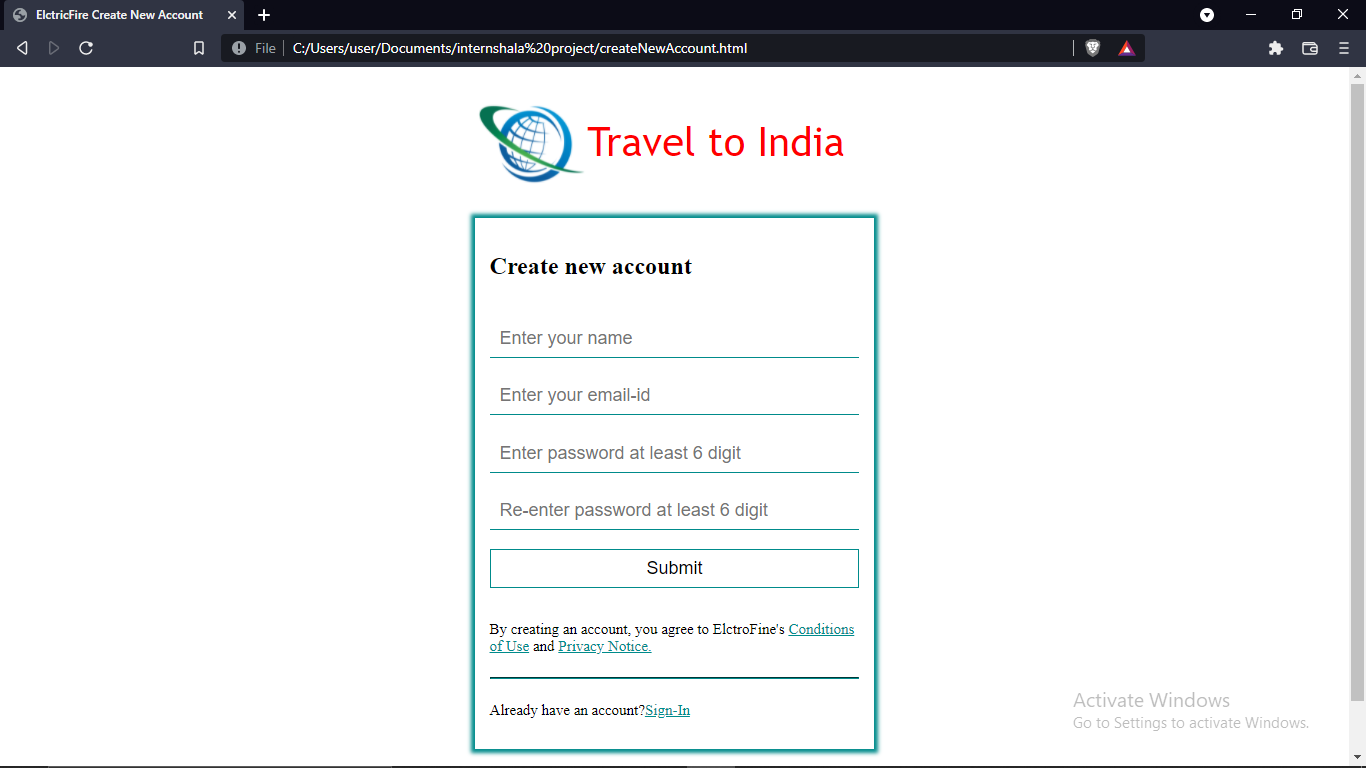 ElctricFire Create New Account
File
C:/Users/user/Documents/internshala%20project/createNewAccount.html
Travel to India
Create new account
Enter your name
Enter your email-id
Enter password at least 6 digit
Re-enter password at least 6 digit
Submit
By creating an account, you agree to ElctroFine's Conditions
of Use and Privacy Notice.
Already have an account?Sign-In
Activate Windows
Go to Settings to activate Windows.